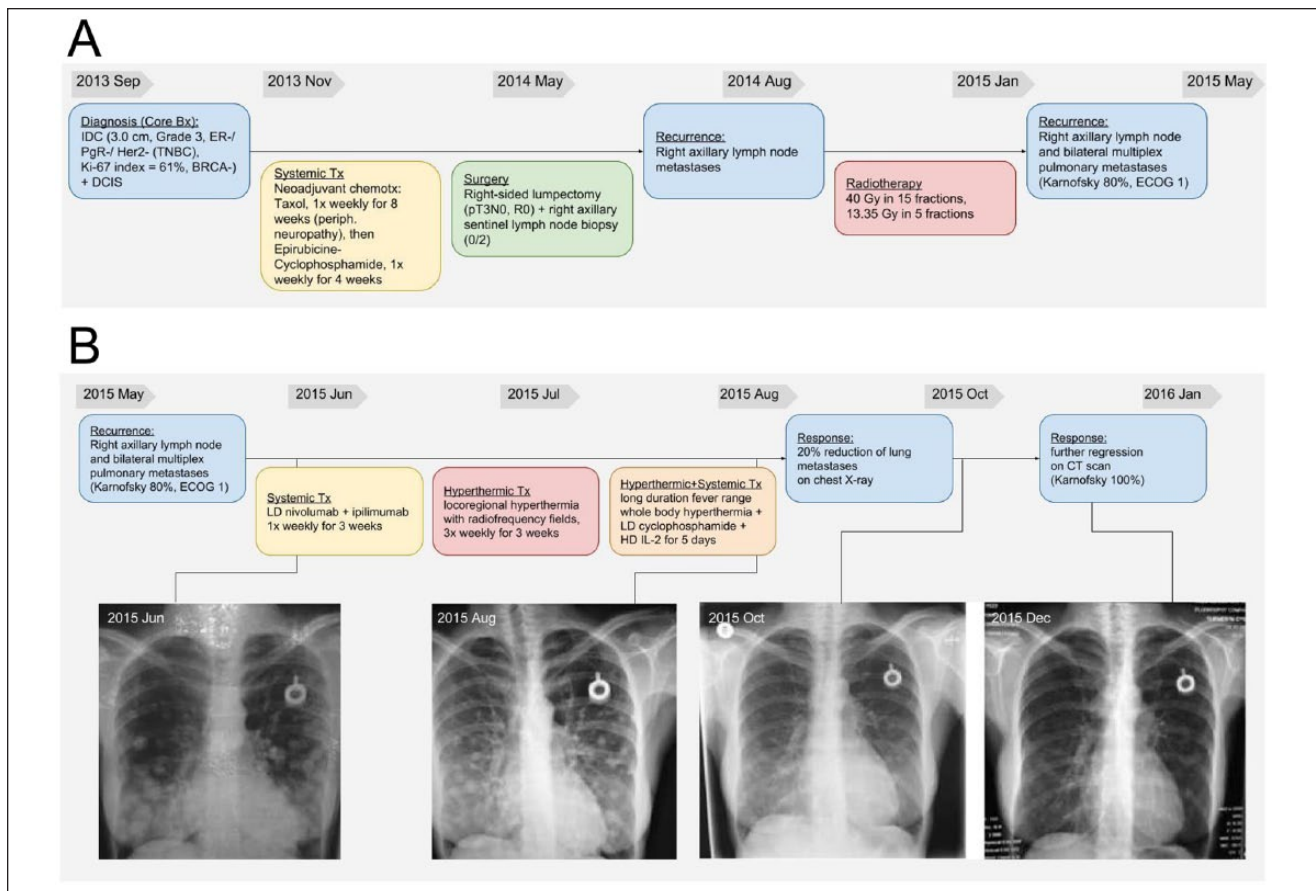 A
2013 Sep
2013 Nov
2014 May
2014 Aug
2015 Jan
2015 May
Diagnosis (Core Bx):
IDC (3.0 cm, Grade 3, ER-/
PgR-/ Her2- (TNBC),
Ki-67 index = 61%, BRCA-)
+ DCIS
Systemic Tx
Neoadjuvant chemotx:
Taxol, 1x weekly for 8
weeks (periph.
neuropathy), then
Epirubicine-
Cyclophosphamide, 1x
weekly for 4 weeks
Surgery
Right-sided lumpectomy
(pT3N0, R0) + right axillary
sentinel lymph node biopsy
(0/2)
Recurrence:
Right axillary lymph node
metastases
Radiotherapy
40 Gy in 15 fractions,
13.35 Gy in 5 fractions
Recurrence:
Right axillary lymph node
and bilateral multiplex
pulmonary metastases
(Karnofsky 80%, ECOG 1)
B
2015 May
2015 Jun
2015 Jul
2015 Aug
2015 Oct
2016 Jan
Recurrence:
Right axillary lymph node
and bilateral multiplex
pulmonary metastases
(Karnofsky 80%, ECOG 1)
Systemic Tx
LD nivolumab + ipilimumab
1x weekly for 3 weeks
Hyperthermic Tx
locoregional hyperthermia
with radiofrequency fields,
3x weekly for 3 weeks
Hyperthermic+Systemic Tx
long duration fever range
whole body hyperthermia +
LD cyclophosphamide +
HD IL-2 for 5 days
Response:
20% reduction of lung
metastases
on chest X-ray
Response:
further regression
on CT scan
(Karnofsky 100%)
2015 Jun
2015 Aug
2015 Oct
2015 Dec